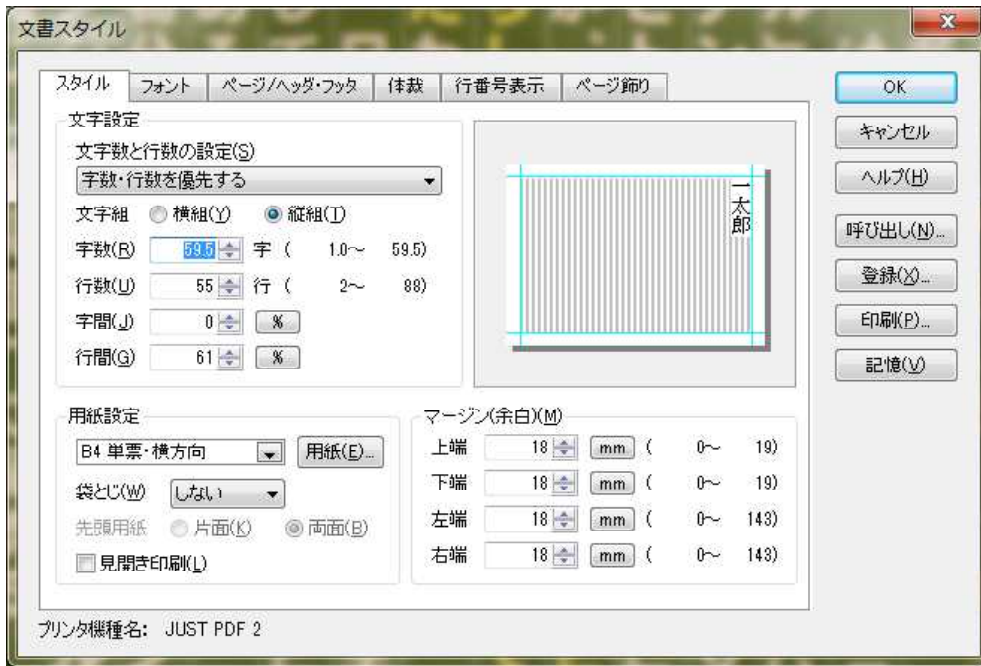 文書スタイル
スタイル フォント ページ/ヘッダ・フッタ 体裁 行番号表示 ページ飾り
文字設定
文字数と行数の設定(S)
字数・行数を優先する
文字組 横組(Y) 縦組(T)
字数(R) 59.5 字 ( 1.0～ 59.5)
行数(U) 55 行 ( 2～ 88)
字間(J) 0 %
行間(G) 61 %
一太郎
用紙設定
B4 単票・横方向 用紙(E)...
袋とじ(W) しない
先頭用紙 片面(K) 両面(B)
見開き印刷(L)
マージン(余白)(M)
上端 18 mm ( 0～ 19)
下端 18 mm ( 0～ 19)
左端 18 mm ( 0～ 143)
右端 18 mm ( 0～ 143)
OK
キャンセル
ヘルプ(H)
呼び出し(N)...
登録(X)...
印刷(P)...
記憶(V)
プリンタ機種名: JUST PDF 2